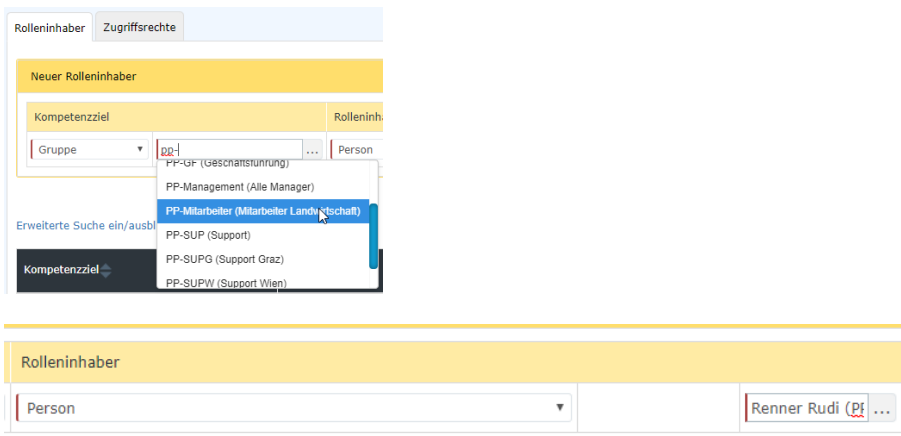 Rolleninhaber Zugriffsrechte
Neuer Rolleninhaber
Kompetenzziel Rolleninh
Gruppe pp- ... Person
PP-GF (Geschäftsführung)
PP-Management (Alle Manager)
PP-Mitarbeiter (Mitarbeiter Landwirtschaft)
Erweiterte Suche ein/ausbl
PP-SUP (Support)
PP-SUPG (Support Graz)
Kompetenzziel
PP-SUPW (Support Wien)
Rolleninhaber
Person Renner Rudi (PP ...